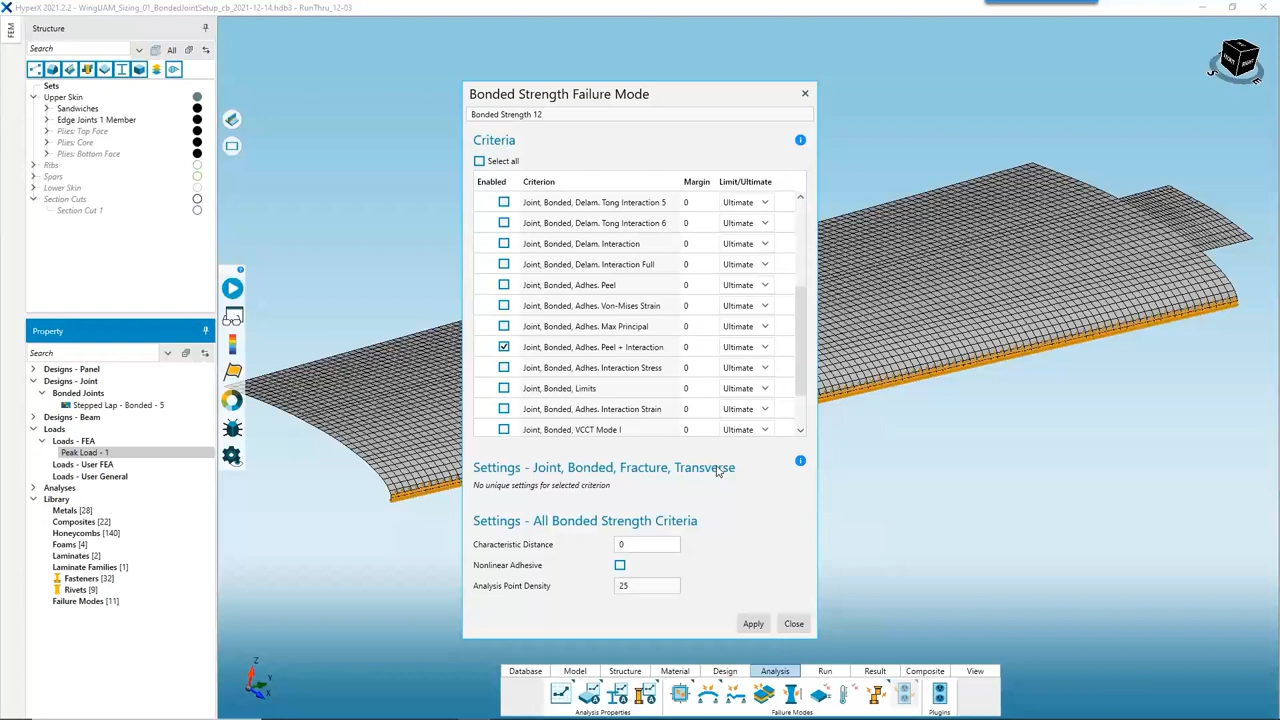 HyperX 2021.2.2 - WingUAM_Sizing_01_BondedJointSetup_cb_2021-12-14.hdb3 - RunThru_12-03
FEM
Structure
Search
All
Sets
Upper Skin
Sandwiches
Edge Joints 1 Member
Plies: Top Face
Plies: Core
Plies: Bottom Face
Ribs
Spars
Lower Skin
Section Cuts
Section Cut 1
Property
Search
Designs - Panel
Designs - Joint
Bonded Joints
Stepped Lap - Bonded - 5
Designs - Beam
Loads
Loads - FEA
Peak Load - 1
Loads - User FEA
Loads - User General
Analyses
Library
Metals [28]
Composites [22]
Honeycombs [140]
Foams [4]
Laminates [2]
Laminate Families [1]
Fasteners [32]
Rivets [9]
Failure Modes [11]
Bonded Strength Failure Mode
Bonded Strength 12
Criteria
Select all
Enabled Criterion Margin Limit/Ultimate
Joint, Bonded, Delam. Tong Interaction 5 0 Ultimate
Joint, Bonded, Delam. Tong Interaction 6 0 Ultimate
Joint, Bonded, Delam. Interaction 0 Ultimate
Joint, Bonded, Delam. Interaction Full 0 Ultimate
Joint, Bonded, Adhes. Peel 0 Ultimate
Joint, Bonded, Adhes. Von-Mises Strain 0 Ultimate
Joint, Bonded, Adhes. Max Principal 0 Ultimate
Joint, Bonded, Adhes. Peel + Interaction 0 Ultimate
Joint, Bonded, Adhes. Interaction Stress 0 Ultimate
Joint, Bonded, Limits 0 Ultimate
Joint, Bonded, Adhes. Interaction Strain 0 Ultimate
Joint, Bonded, VCCT Mode I 0 Ultimate
Settings - Joint, Bonded, Fracture, Transverse
No unique settings for selected criterion
Settings - All Bonded Strength Criteria
Characteristic Distance 0
Nonlinear Adhesive
Analysis Point Density 25
Apply Close
FRONT RIGHT
S E
Z
Y
X
Database Model Structure Material Design Analysis Run Result Composite View
Analysis Properties Failure Modes Plugins